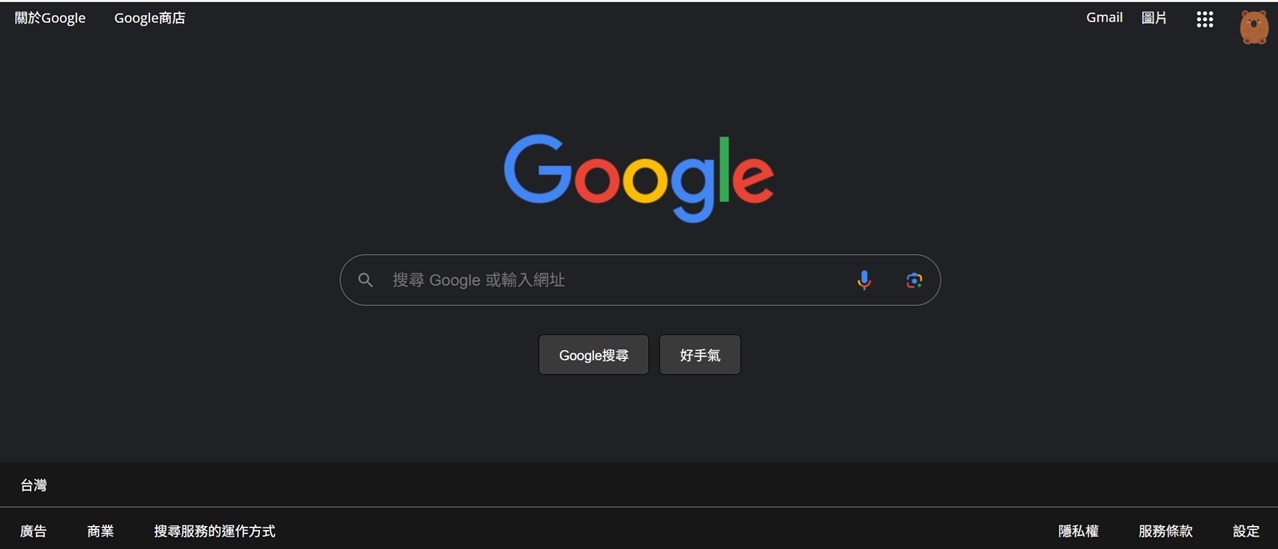 關於Google Google商店 Gmail 圖片
Google
搜尋 Google 或輸入網址
Google搜尋 好手氣
台灣
廣告 商業 搜尋服務的運作方式 隱私權 服務條款 設定